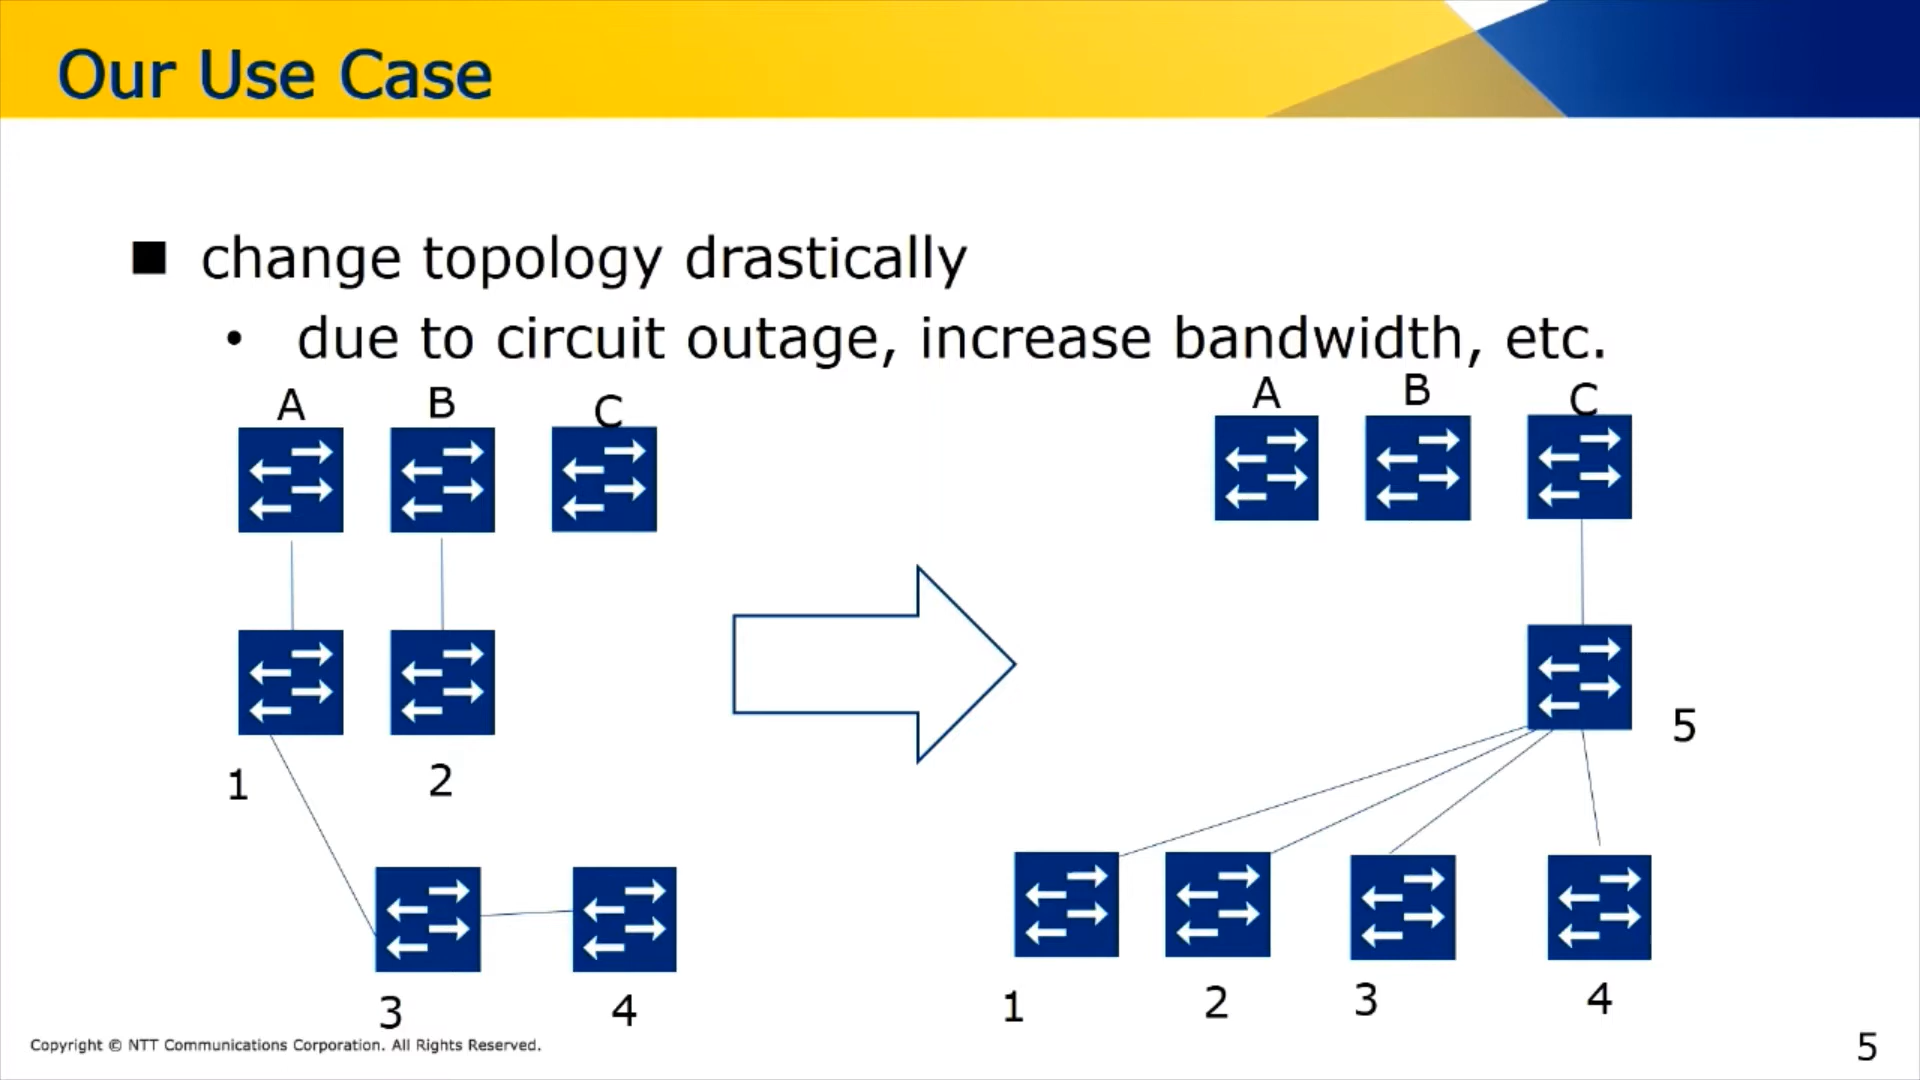 Our Use Case
change topology drastically
• due to circuit outage, increase bandwidth, etc.
A B C
A B C
1 2
5
3 4
1 2 3 4
Copyright © NTT Communications Corporation. All Rights Reserved.
5